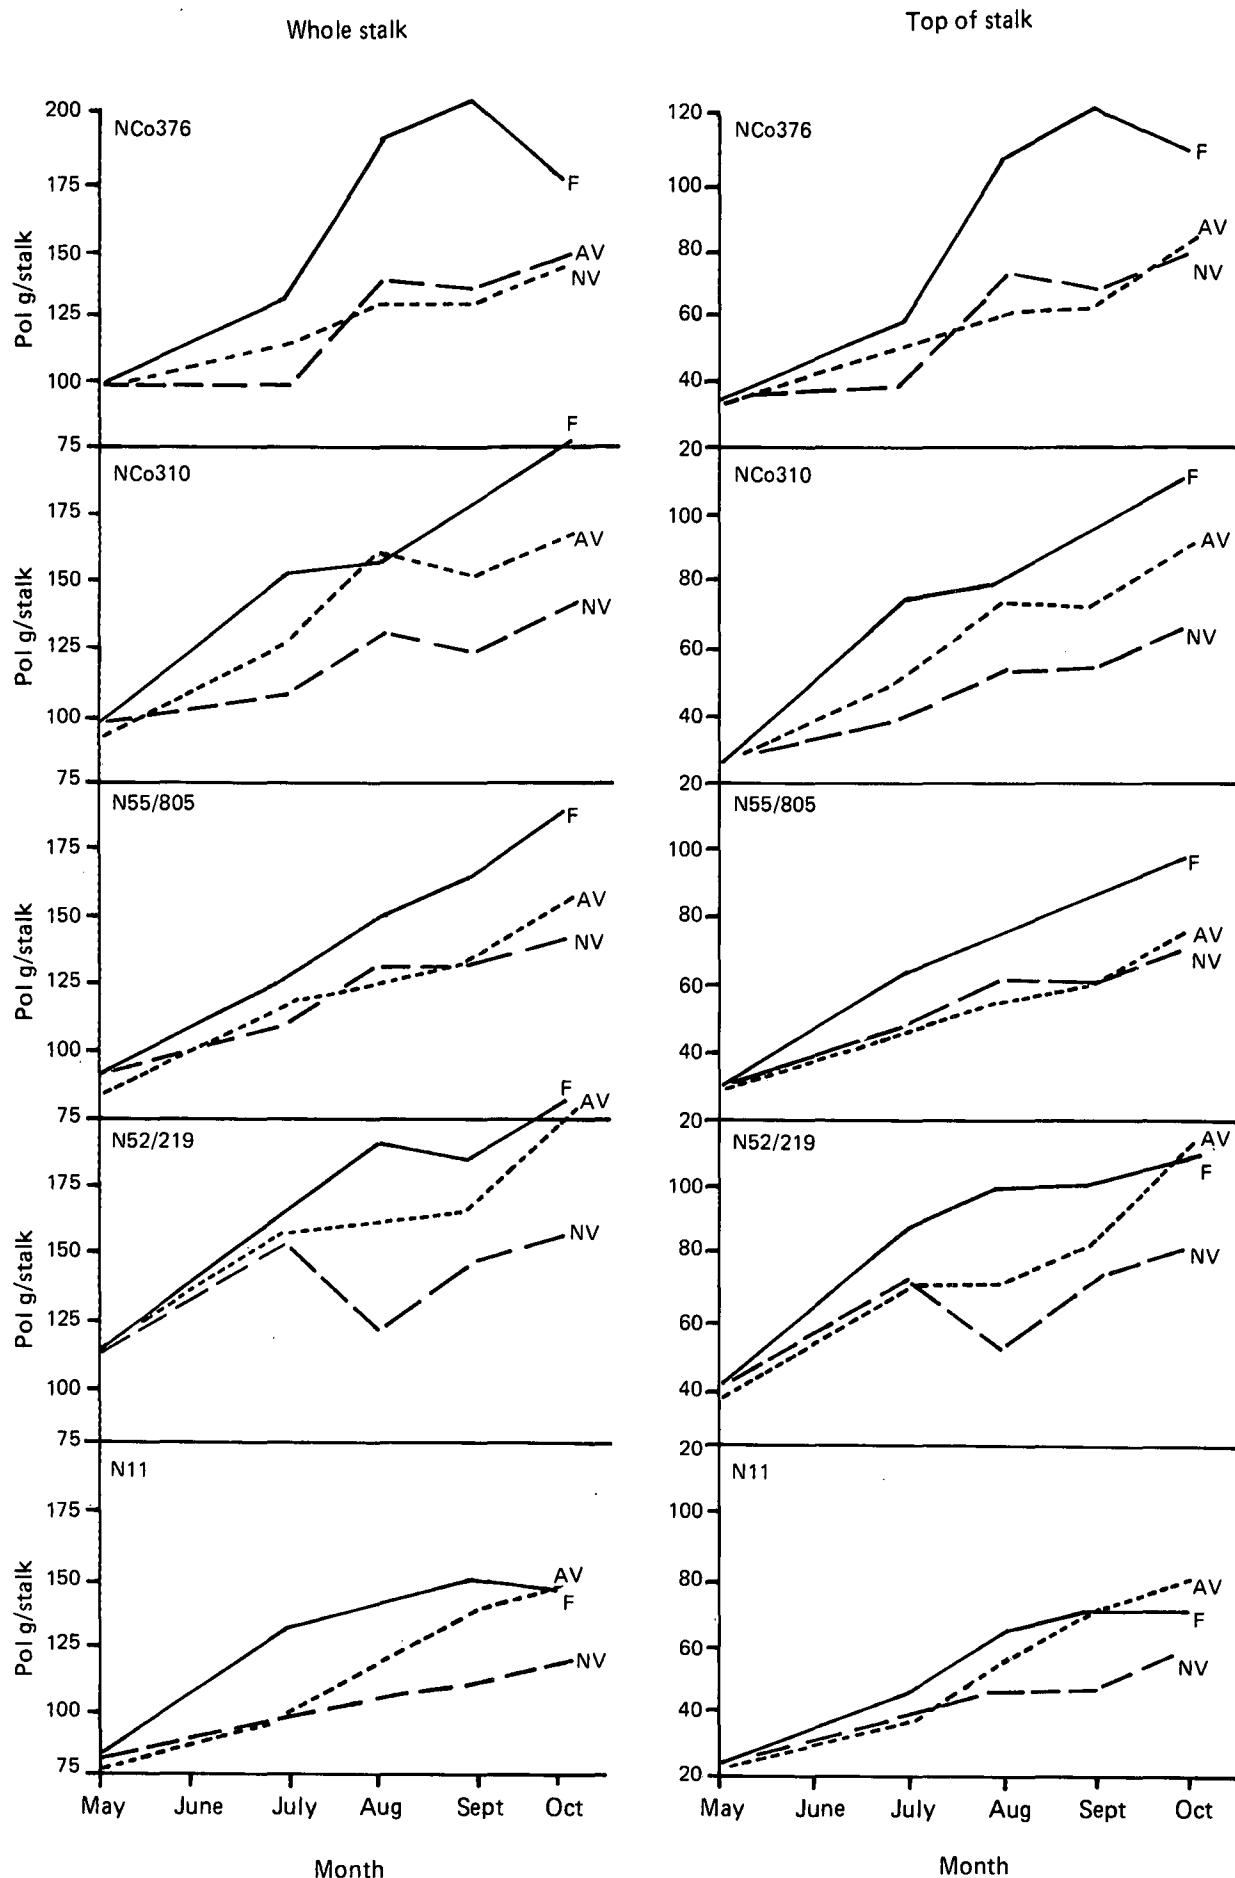 Whole stalk
Top of stalk
Pol g/stalk
200
175
150
125
100
75
NCo376
F
AV
NV
120
100
80
60
40
20
NCo376
F
AV
NV
Pol g/stalk
175
150
125
100
75
NCo310
F
AV
NV
100
80
60
40
20
NCo310
F
AV
NV
Pol g/stalk
175
150
125
100
75
N55/805
F
AV
NV
100
80
60
40
20
N55/805
F
AV
NV
Pol g/stalk
175
150
125
100
75
N52/219
F
AV
NV
100
80
60
40
20
N52/219
AV
F
NV
Pol g/stalk
175
150
125
100
75
N11
AV
F
NV
May June July Aug Sept Oct
Month
100
80
60
40
20
N11
AV
F
NV
May June July Aug Sept Oct
Month